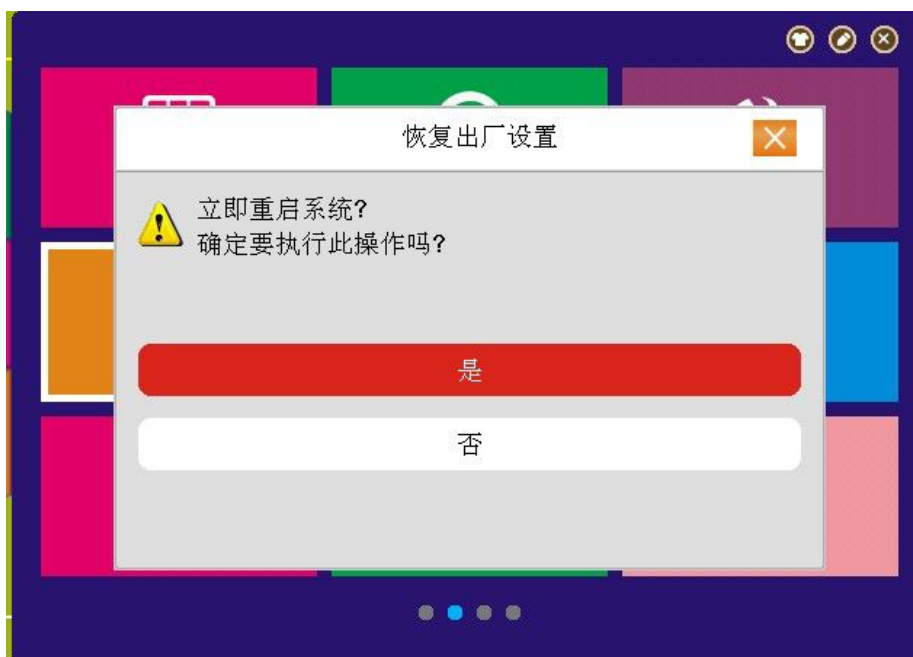 恢复出厂设置
立即重启系统?
确定要执行此操作吗?
是
否